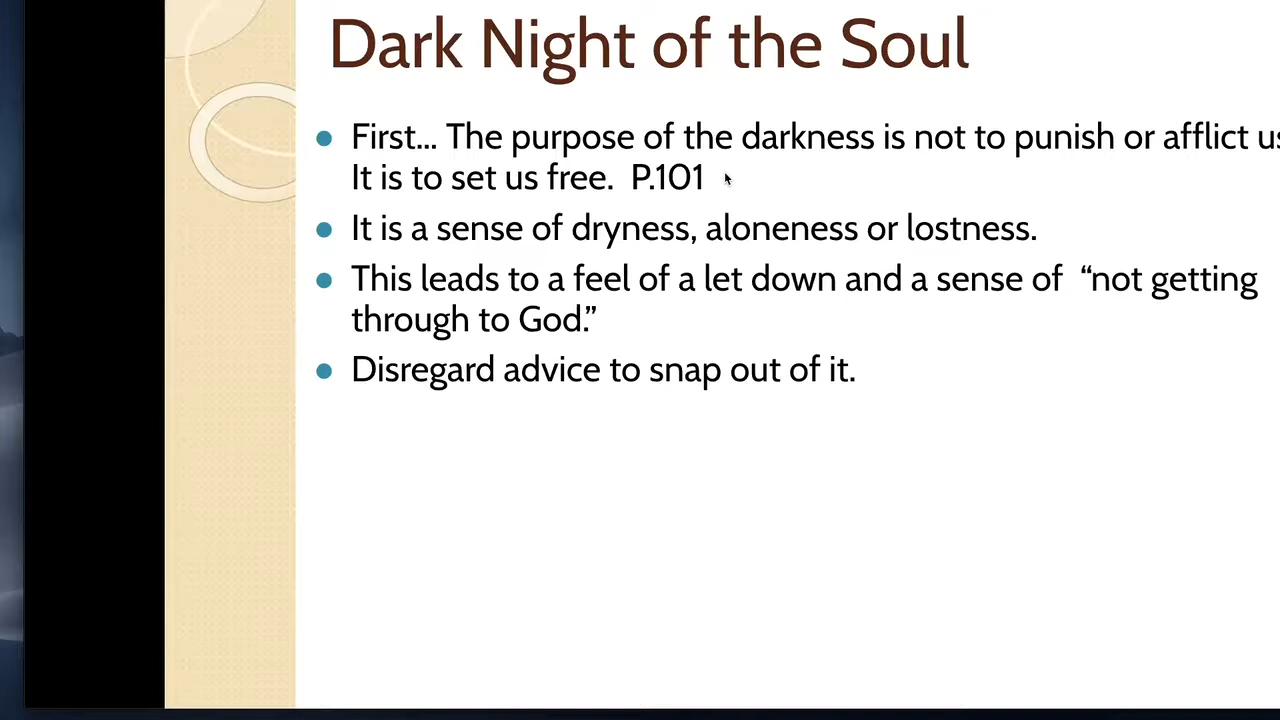 Dark Night of the Soul
First... The purpose of the darkness is not to punish or afflict us
It is to set us free.  P.101
It is a sense of dryness, aloneness or lostness.
This leads to a feel of a let down and a sense of  “not getting
through to God.”
Disregard advice to snap out of it.